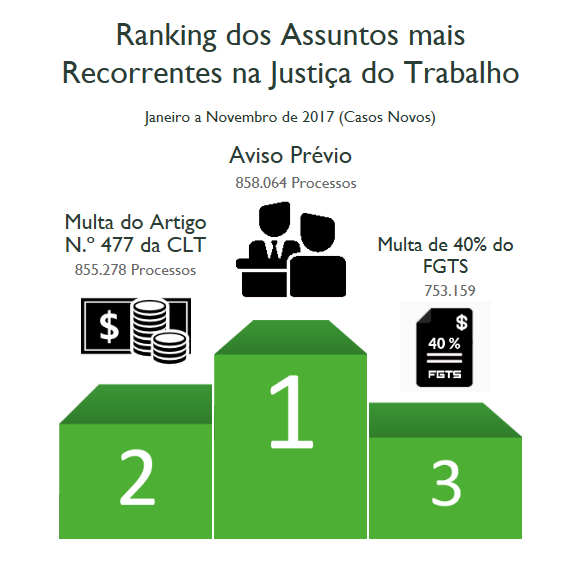 Ranking dos Assuntos mais
Recorrentes na Justiça do Trabalho
Janeiro a Novembro de 2017 (Casos Novos)
Aviso Prévio
858.064 Processos
Multa do Artigo
N.º 477 da CLT
855.278 Processos
Multa de 40% do
FGTS
753.159
$
$
40 %
FGTS
1
2
3